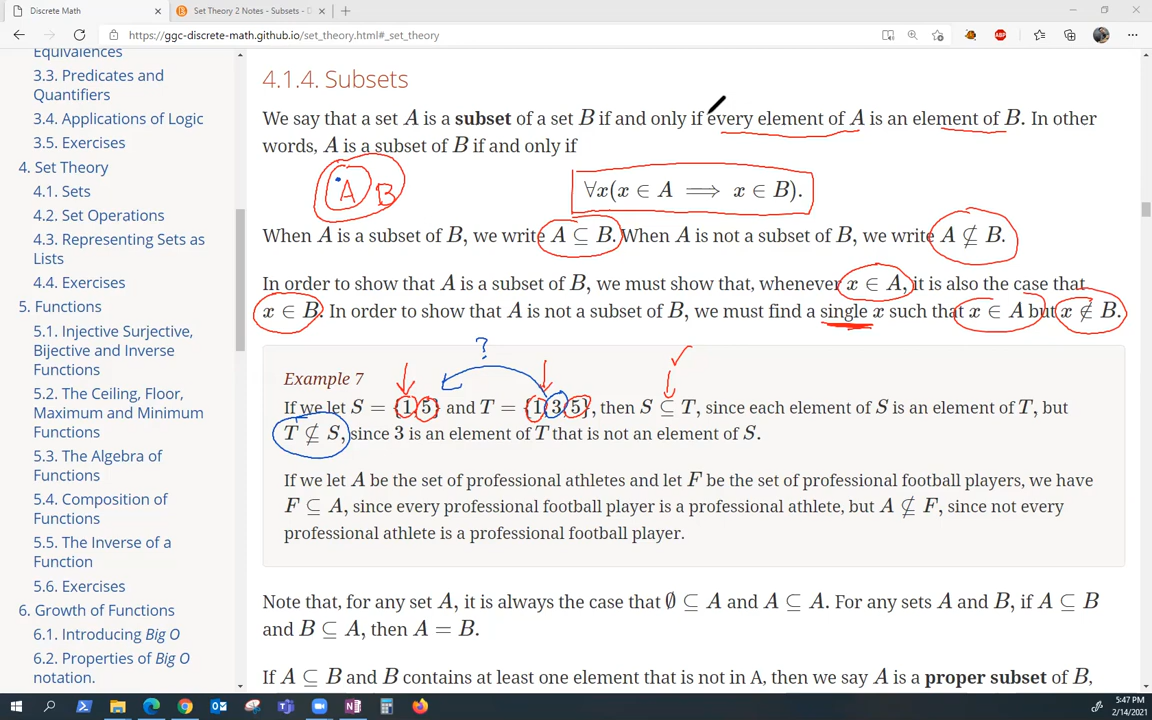 Discrete Math
Set Theory 2 Notes - Subsets - D
https://ggc-discrete-math.github.io/set_theory.html#_set_theory
Equivalences
3.3. Predicates and
Quantifiers
3.4. Applications of Logic
3.5. Exercises
4. Set Theory
4.1. Sets
4.2. Set Operations
4.3. Representing Sets as
Lists
4.4. Exercises
5. Functions
5.1. Injective Surjective,
Bijective and Inverse
Functions
5.2. The Ceiling, Floor,
Maximum and Minimum
Functions
5.3. The Algebra of
Functions
5.4. Composition of
Functions
5.5. The Inverse of a
Function
5.6. Exercises
6. Growth of Functions
6.1. Introducing Big O
6.2. Properties of Big O
notation.
4.1.4. Subsets
We say that a set A is a subset of a set B if and only if every element of A is an element of B. In other
words, A is a subset of B if and only if
A B
∀x(x ∈ A ⟹ x ∈ B).
When A is a subset of B, we write A ⊆ B. When A is not a subset of B, we write A ⊈ B.
In order to show that A is a subset of B, we must show that, whenever x ∈ A, it is also the case that
x ∈ B. In order to show that A is not a subset of B, we must find a single x such that x ∈ A but x ∉ B.
?
Example 7
If we let S = {1, 5} and T = {1, 3, 5}, then S ⊆ T, since each element of S is an element of T, but
T ⊈ S, since 3 is an element of T that is not an element of S.
If we let A be the set of professional athletes and let F be the set of professional football players, we have
F ⊆ A, since every professional football player is a professional athlete, but A ⊈ F, since not every
professional athlete is a professional football player.
Note that, for any set A, it is always the case that ∅ ⊆ A and A ⊆ A. For any sets A and B, if A ⊆ B
and B ⊆ A, then A = B.
If A ⊆ B and B contains at least one element that is not in A, then we say A is a proper subset of B,
ABP
5:47 PM
2/14/2021